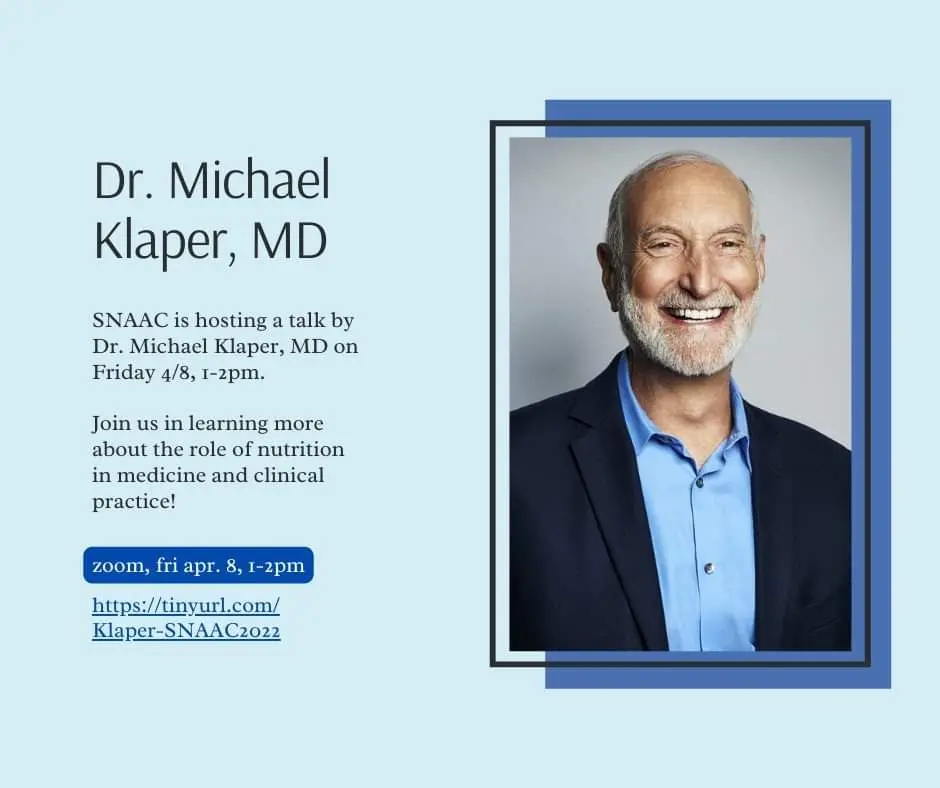 Dr. Michael
Klaper, MD
SNAAC is hosting a talk by
Dr. Michael Klaper, MD on
Friday 4/8, 1-2pm.
Join us in learning more
about the role of nutrition
in medicine and clinical
practice!
zoom, fri apr. 8, 1-2pm
https://tinyurl.com/
Klaper-SNAAC2022